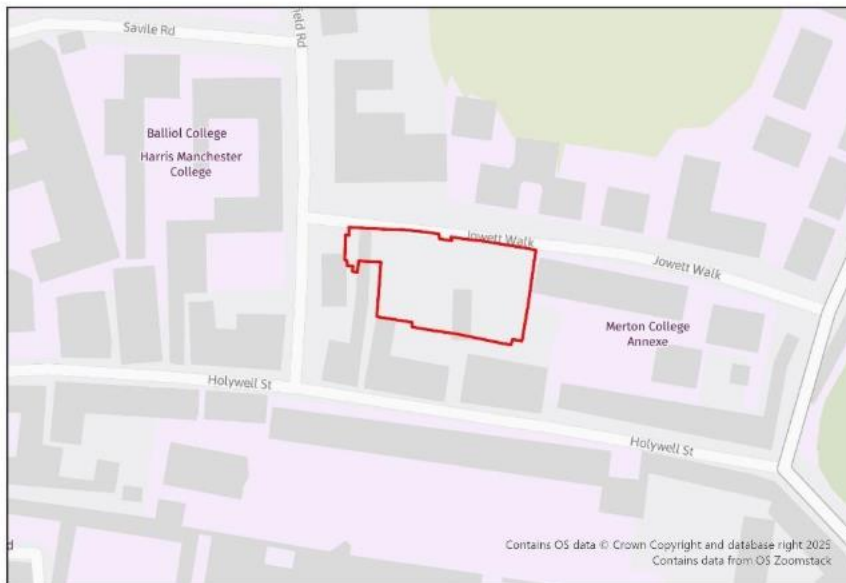 Savile Rd
field Rd
Balliol College
Harris Manchester
College
Jowett Walk
Jowett Walk
Merton College
Annexe
Holywell St
Holywell St
d
Contains OS data © Crown Copyright and database right 2025
Contains data from OS Zoomstack